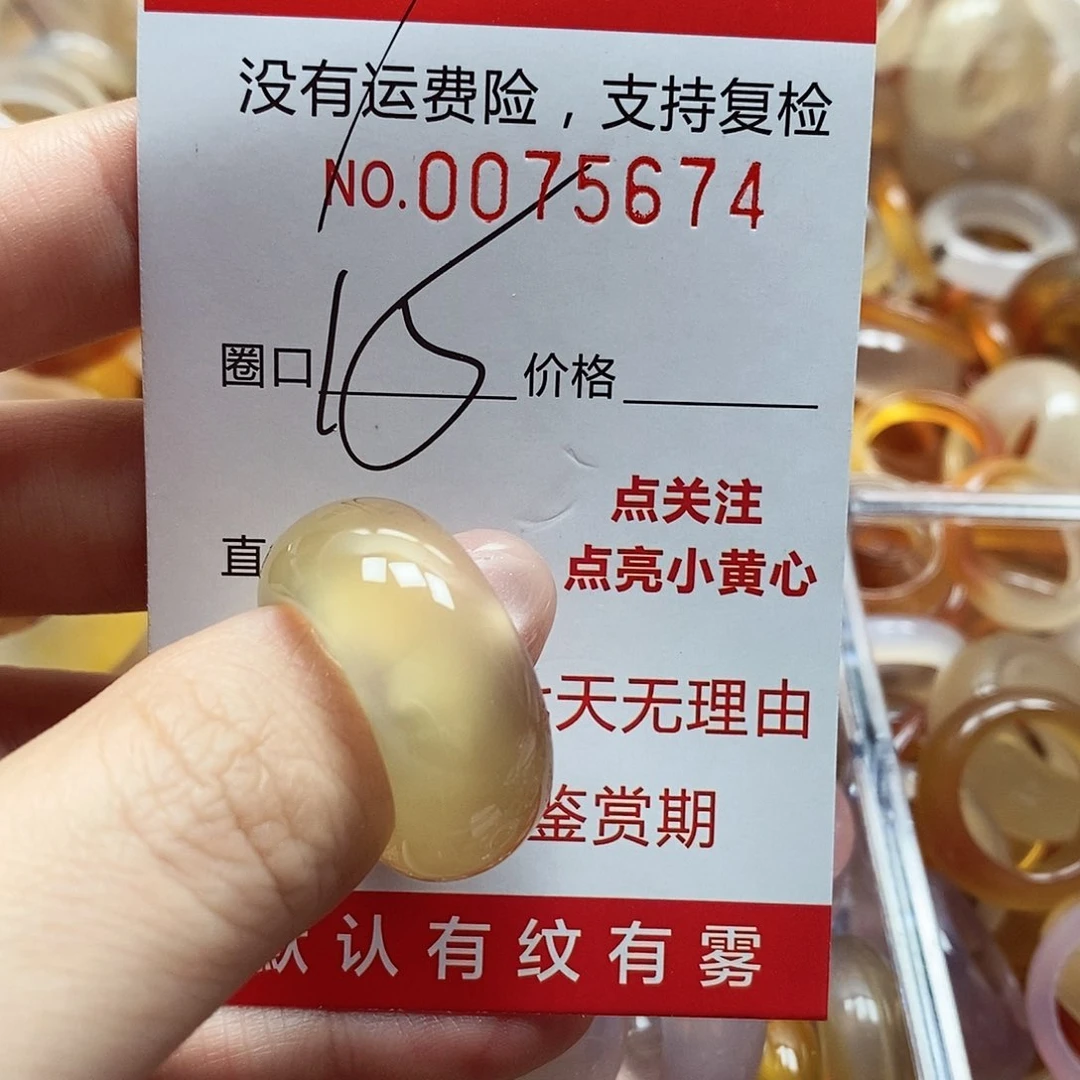 没有运费险，支持复检
NO.0075674
圈口 价格
点关注
直
点亮小黄心
天无理由
鉴赏期
认有纹有雾